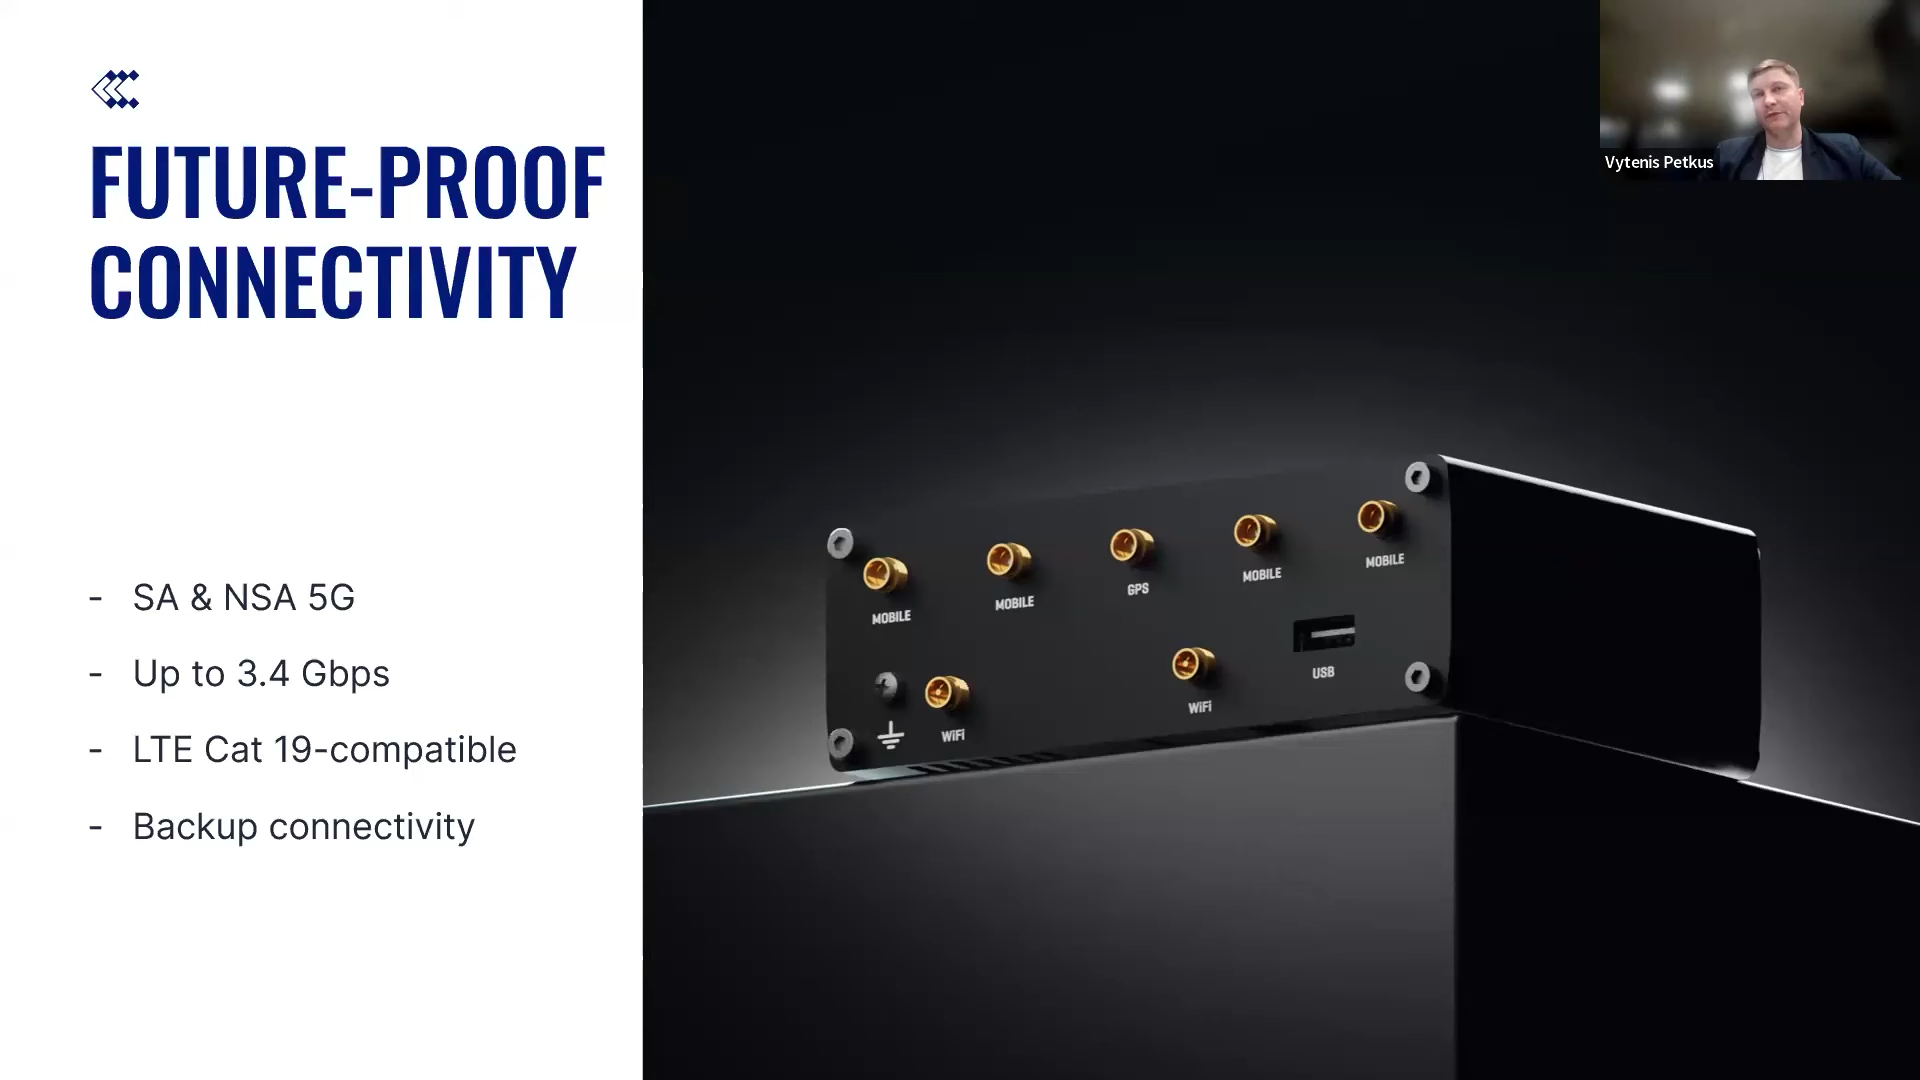 FUTURE-PROOF
CONNECTIVITY
- SA & NSA 5G
- Up to 3.4 Gbps
- LTE Cat 19-compatible
- Backup connectivity
Vytenis Petkus
MOBILE
MOBILE
GPS
MOBILE
MOBILE
WiFi
WiFi
USB